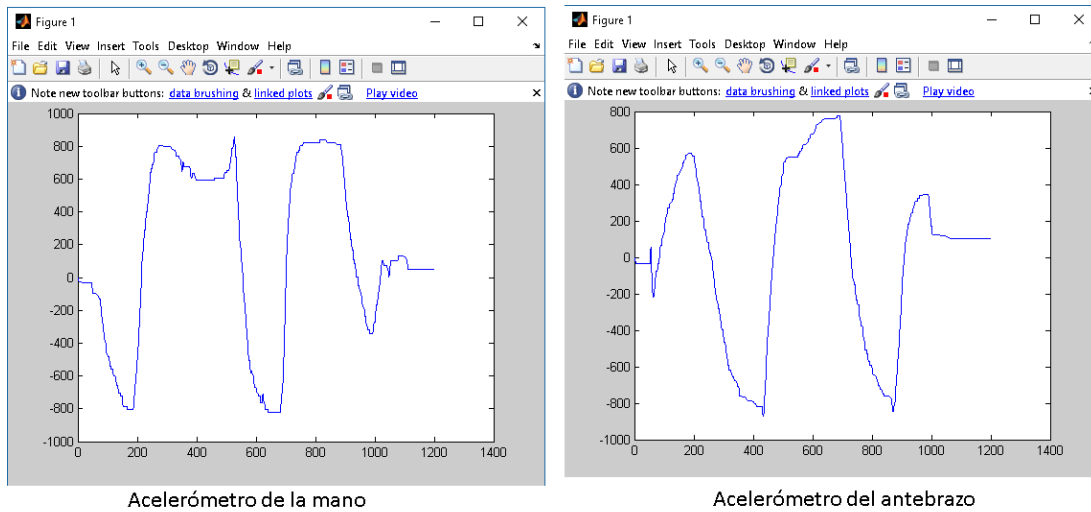 Figure 1
File Edit View Insert Tools Desktop Window Help
Note new toolbar buttons: data brushing & linked plots Play video
1000
800
600
400
200
0
-200
-400
-600
-800
-1000
0 200 400 600 800 1000 1200 1400
Acelerómetro de la mano
Figure 1
File Edit View Insert Tools Desktop Window Help
Note new toolbar buttons: data brushing & linked plots Play video
800
600
400
200
0
-200
-400
-600
-800
-1000
0 200 400 600 800 1000 1200 1400
Acelerómetro del antebrazo